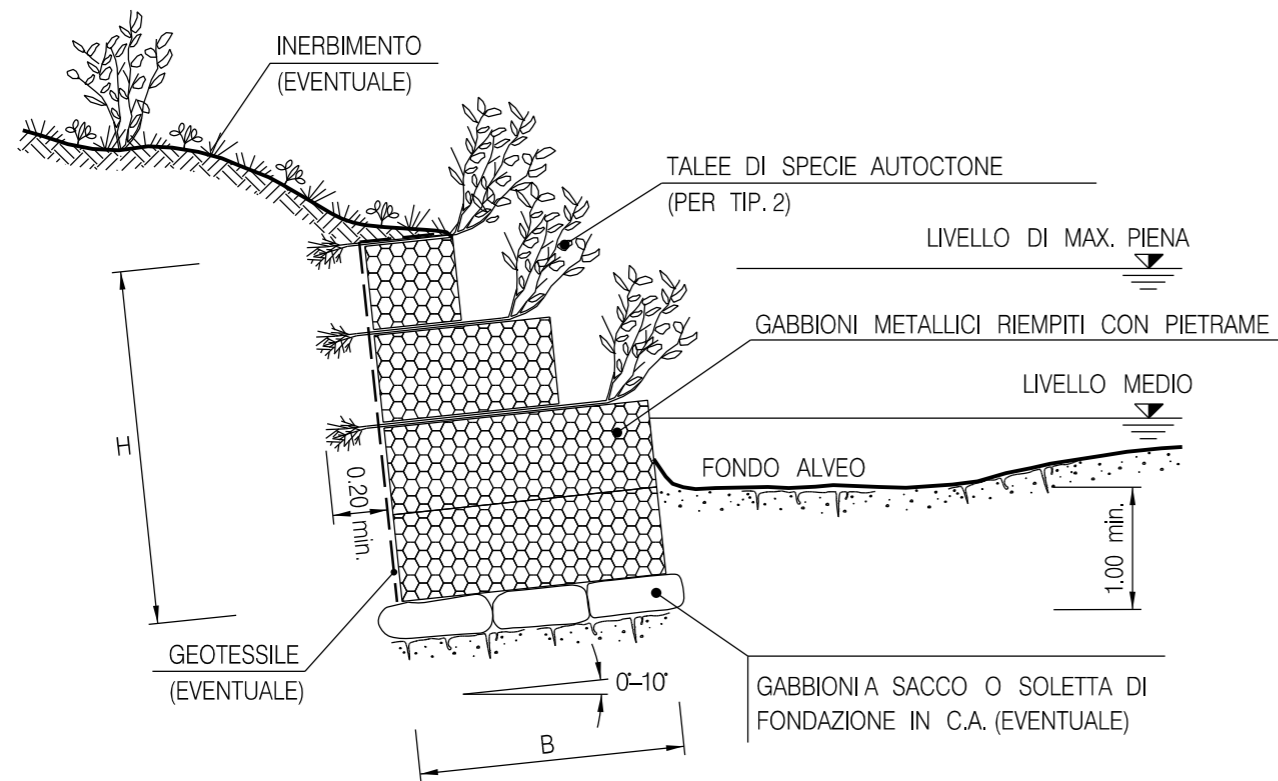 INERBIMENTO
(EVENTUALE)
TALEE DI SPECIE AUTOCTONE
(PER TIP. 2)
LIVELLO DI MAX. PIENA
GABBIONI METALLICI RIEMPITI CON PIETRAME
LIVELLO MEDIO
H
FONDO ALVEO
0.20 min.
1.00 min.
GEOTESSILE
(EVENTUALE)
0°-10°
GABBIONI A SACCO O SOLETTA DI
FONDAZIONE IN C.A. (EVENTUALE)
B